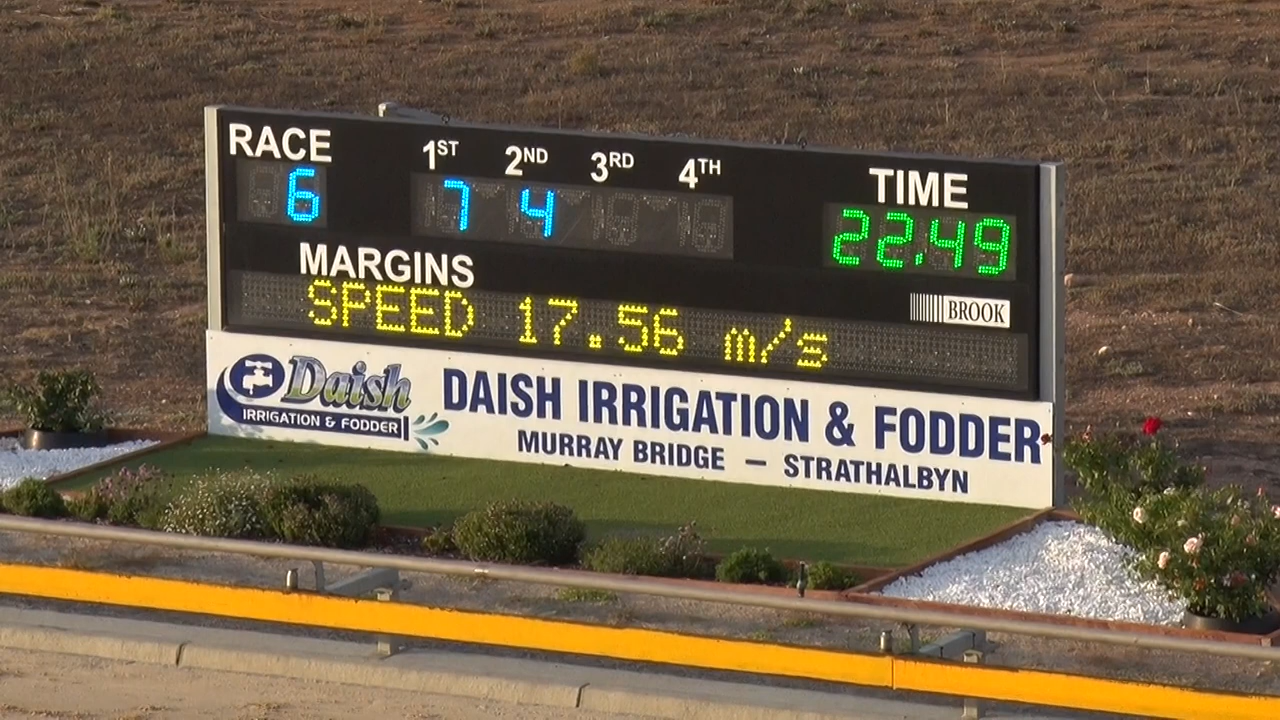 RACE 1ST 2ND 3RD 4TH TIME
6 7 4 22.49
MARGINS
BROOK
SPEED 17.56 m/s
Daish
IRRIGATION & FODDER
DAISH IRRIGATION & FODDER
MURRAY BRIDGE — STRATHALBYN